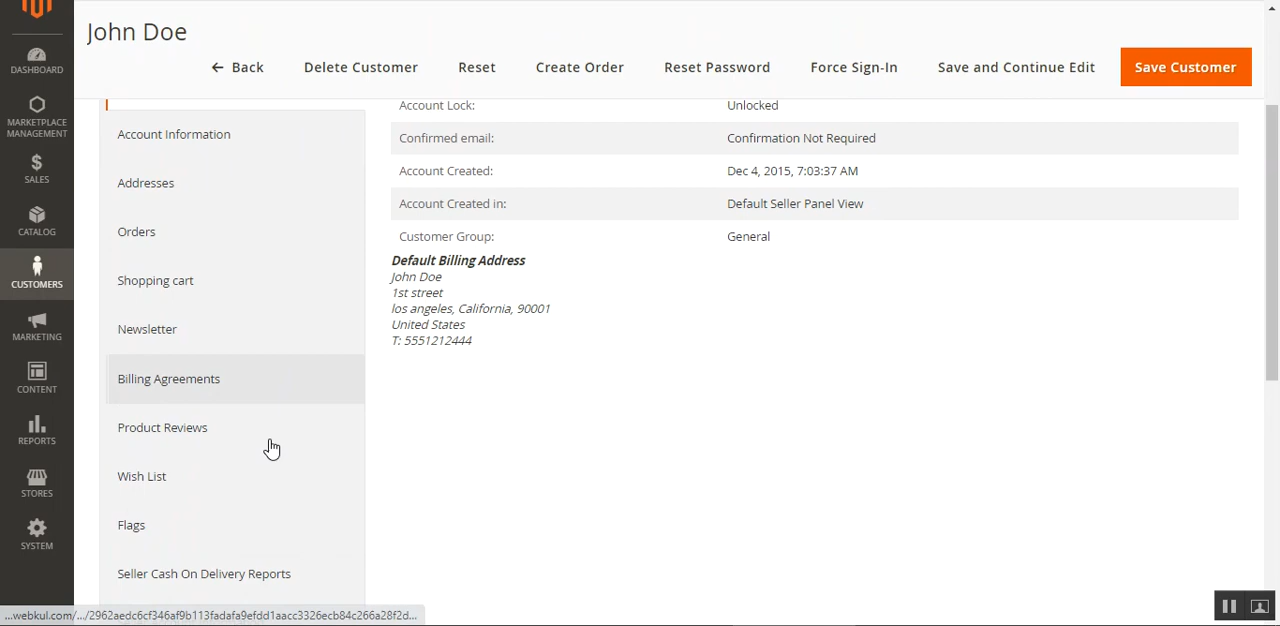 John Doe
Back
Delete Customer
Reset
Create Order
Reset Password
Force Sign-In
Save and Continue Edit
Save Customer
DASHBOARD
MARKETPLACE
MANAGEMENT
SALES
CATALOG
CUSTOMERS
MARKETING
CONTENT
REPORTS
STORES
SYSTEM
Account Information
Addresses
Orders
Shopping cart
Newsletter
Billing Agreements
Product Reviews
Wish List
Flags
Seller Cash On Delivery Reports
Account Lock: Unlocked
Confirmed email: Confirmation Not Required
Account Created: Dec 4, 2015, 7:03:37 AM
Account Created in: Default Seller Panel View
Customer Group: General
Default Billing Address
John Doe
1st street
los angeles, California, 90001
United States
T: 5551212444
...webkul.com/.../2962aedc6cf346af9b113fadafa9efdd1aacc3326ecb84c266a28f2d...